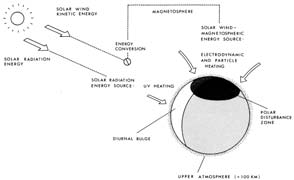 SOLAR WIND
KINETIC ENERGY
MAGNETOSPHERE
SOLAR WIND—
MAGNETOSPHERIC
ENERGY SOURCE:
ENERGY
CONVERSION
ELECTRODYNAMIC
AND PARTICLE
HEATING
SOLAR RADIATION
ENERGY
SOLAR RADIATION
ENERGY SOURCE:
UV HEATING
POLAR
DISTURBANCE
ZONE
DIURNAL BULGE
UPPER ATMOSPHERE (>100 KM)